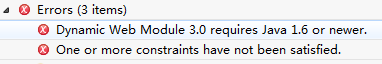 Errors (3 items)
Dynamic Web Module 3.0 requires Java 1.6 or newer.
One or more constraints have not been satisfied.